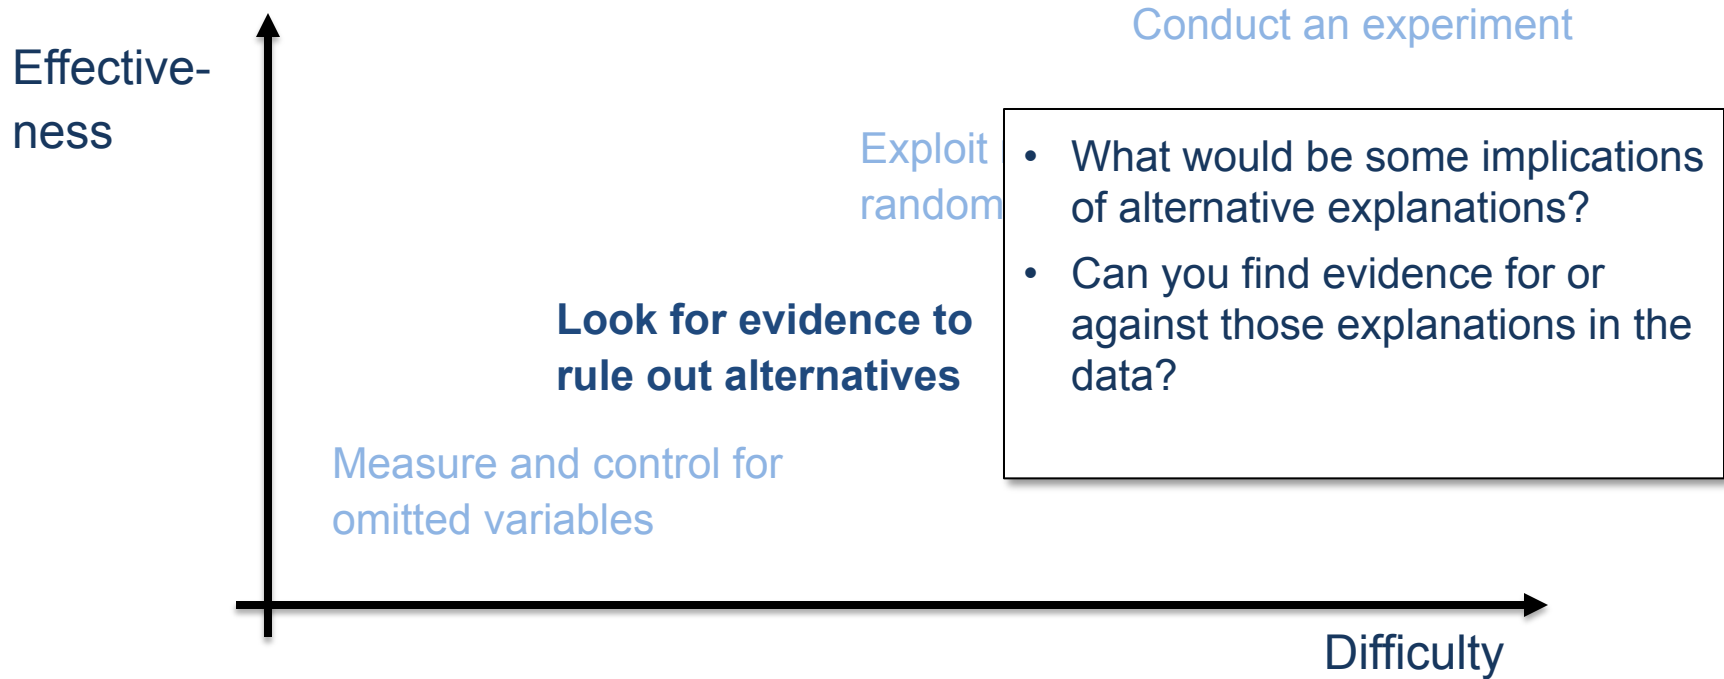 Conduct an experiment
Effective-
ness
Exploit
random
• What would be some implications
of alternative explanations?
• Can you find evidence for or
against those explanations in the
data?
Look for evidence to
rule out alternatives
Measure and control for
omitted variables
Difficulty